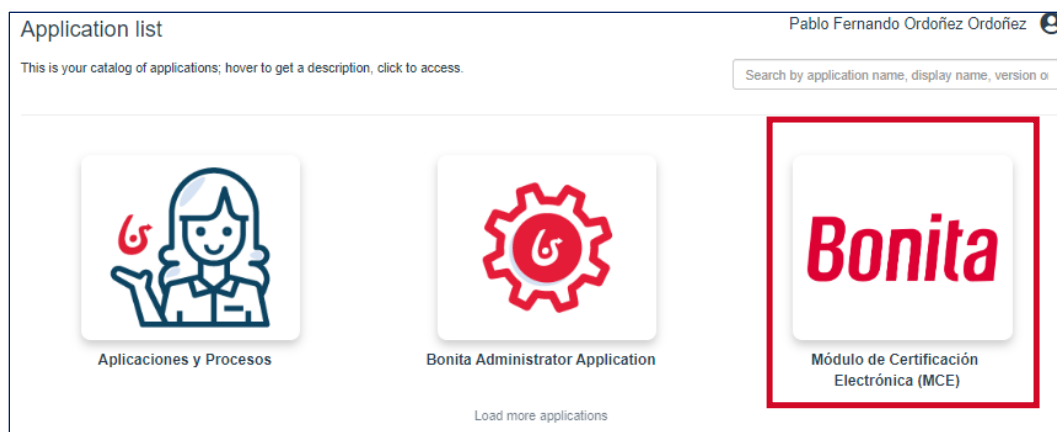 Application list
Pablo Fernando Ordoñez Ordoñez
This is your catalog of applications; hover to get a description, click to access.
Search by application name, display name, version
Bonita
Aplicaciones y Procesos
Bonita Administrator Application
Módulo de Certificación
Electrónica (MCE)
Load more applications